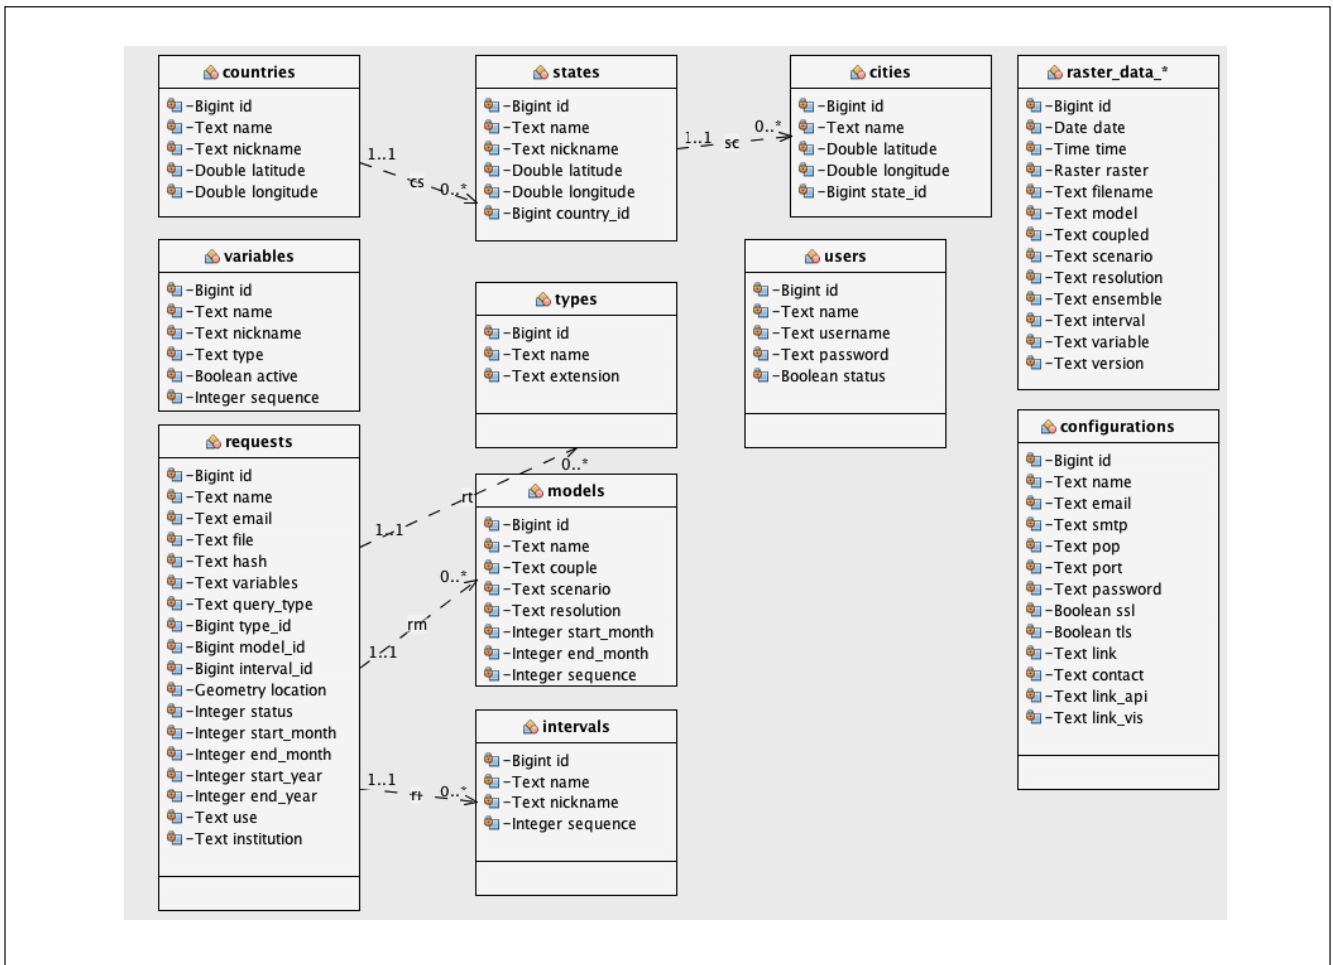 countries
-Bigint id
-Text name
-Text nickname
-Double latitude
-Double longitude
1..1
cs
0..*
states
-Bigint id
-Text name
-Text nickname
-Double latitude
-Double longitude
-Bigint country_id
1..1
sc
0..*
cities
-Bigint id
-Text name
-Double latitude
-Double longitude
-Bigint state_id
raster_data_*
-Bigint id
-Date date
-Time time
-Raster raster
-Text filename
-Text model
-Text coupled
-Text scenario
-Text resolution
-Text ensemble
-Text interval
-Text variable
-Text version
variables
-Bigint id
-Text name
-Text nickname
-Text type
-Boolean active
-Integer sequence
types
-Bigint id
-Text name
-Text extension
users
-Bigint id
-Text name
-Text username
-Text password
-Boolean status
requests
-Bigint id
-Text name
-Text email
-Text file
-Text hash
-Text variables
-Text query_type
-Bigint type_id
-Bigint model_id
-Bigint interval_id
-Geometry location
-Integer status
-Integer start_month
-Integer end_month
-Integer start_year
-Integer end_year
-Text use
-Text institution
1..1
rt
0..*
1..1
rm
0..*
1..1
0..*
models
-Bigint id
-Text name
-Text couple
-Text scenario
-Text resolution
-Integer start_month
-Integer end_month
-Integer sequence
intervals
-Bigint id
-Text name
-Text nickname
-Integer sequence
configurations
-Bigint id
-Text name
-Text email
-Text smtp
-Text pop
-Text port
-Text password
-Boolean ssl
-Boolean tls
-Text link
-Text contact
-Text link_api
-Text link_vis